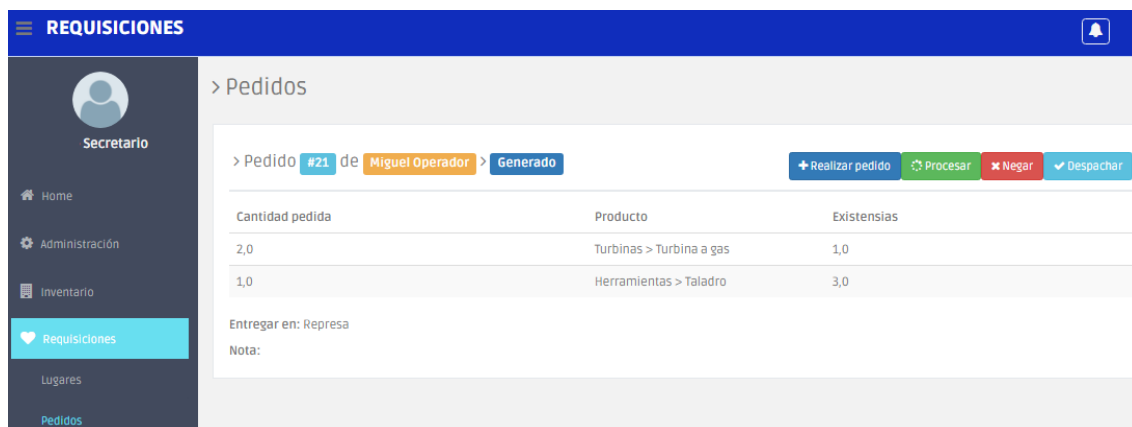 REQUISICIONES
Secretario
Home
Administración
Inventario
Requisiciones
Lugares
Pedidos
> Pedidos
> Pedido #21 de Miguel Operador > Generado
Realizar pedido Procesar Negar Despachar
Cantidad pedida Producto Existensias
2,0 Turbinas > Turbina a gas 1,0
1,0 Herramientas > Taladro 3,0
Entregar en: Represa
Nota: